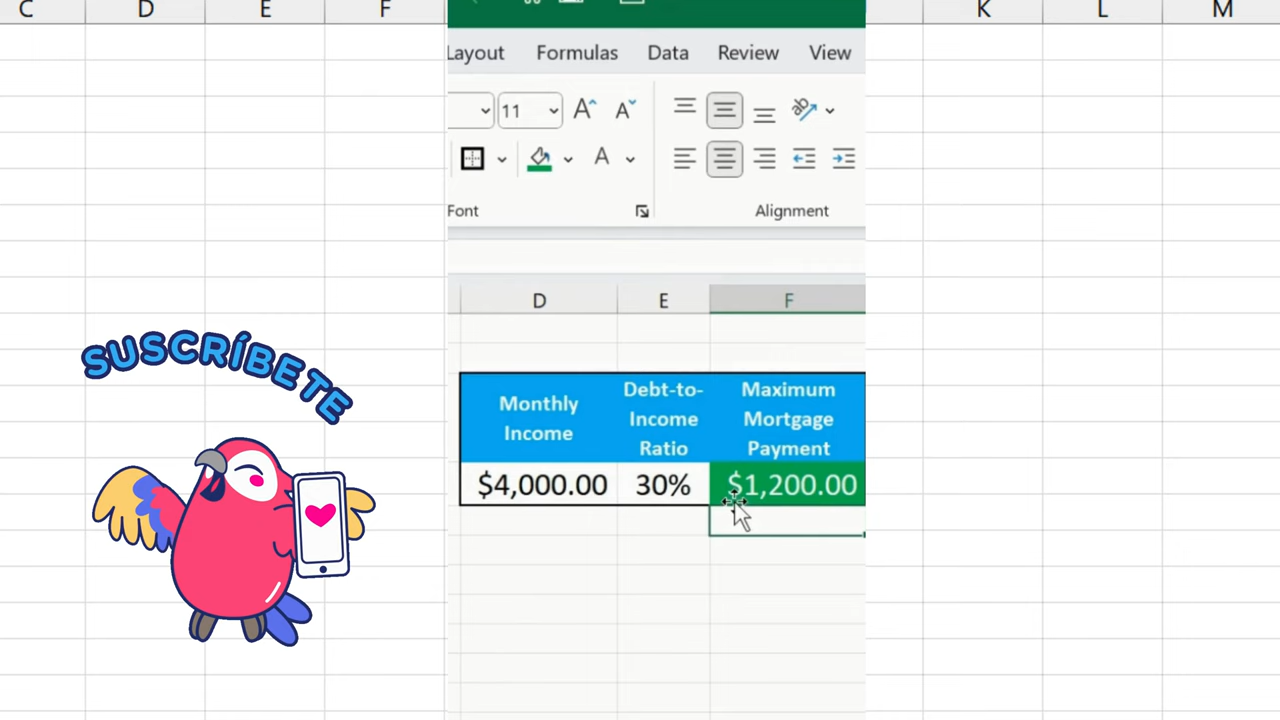 C D E F K L M
Layout Formulas Data Review View
11 A A
A
Font Alignment
D E F
SUSCRÍBETE
Monthly
Income
Debt-to-
Income
Ratio
Maximum
Mortgage
Payment
$4,000.00 30% $1,200.00